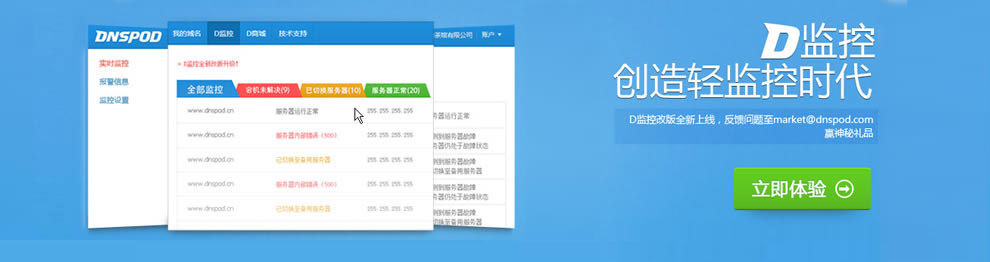 DNSPOD
我的域名 D监控 D商城 技术支持
茶嘟有限公司 账户
实时监控
报警信息
监控设置
» D监控全新改版升级!
全部监控 宕机未解决(9) 已切换服务器(10) 服务器正常(20)
www.dnspod.cn 服务器运行正常 255. 255. 255. 255
www.dnspod.cn 服务器内部错误(500) 255. 255. 255. 255
www.dnspod.cn 已切换至备用服务器 255. 255. 255. 255
www.dnspod.cn 服务器内部错误(500) 255. 255. 255. 255
www.dnspod.cn 已切换至备用服务器 255. 255. 255. 255
务器运行正常
到服务器故障
务器仍处于故障状态
到服务器故障
切换至备用服务器
到服务器故障
务器仍处于故障状态
到服务器故障
切换至备用服务器
D监控
创造轻监控时代
D监控改版全新上线，反馈问题至market@dnspod.com
赢神秘礼品
立即体验